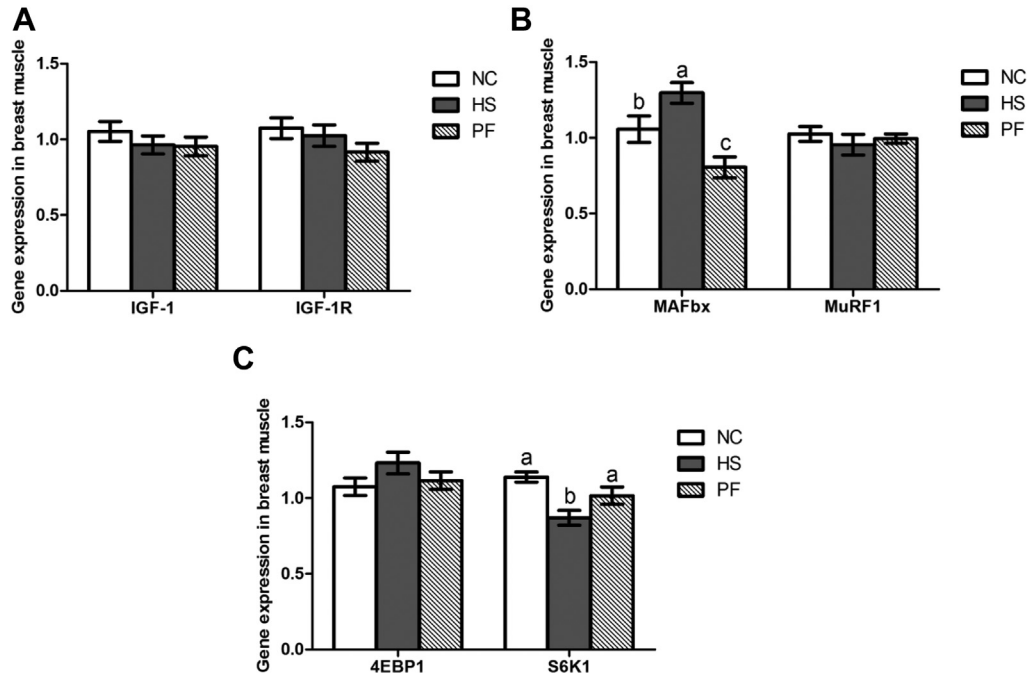 A
Gene expression in breast muscle
1.5
1.0
0.5
0.0
IGF-1
IGF-1R
NC
HS
PF
B
Gene expression in breast muscle
1.5
1.0
0.5
0.0
b
a
c
MAFbx
MuRF1
NC
HS
PF
C
Gene expression in breast muscle
1.5
1.0
0.5
0.0
a
b
a
4EBP1
S6K1
NC
HS
PF